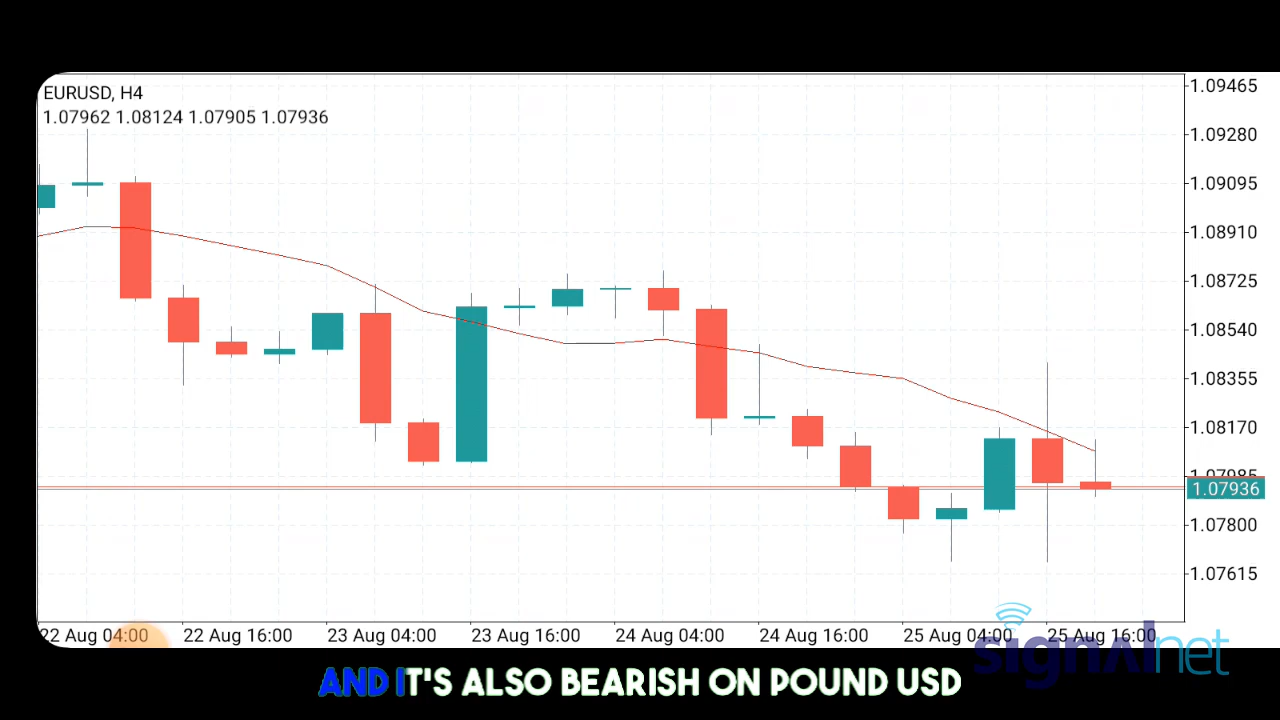 EURUSD, H4
1.07962 1.08124 1.07905 1.07936
1.09465
1.09280
1.09095
1.08910
1.08725
1.08540
1.08355
1.08170
1.07985
1.07936
1.07800
1.07615
22 Aug 04:00 22 Aug 16:00 23 Aug 04:00 23 Aug 16:00 24 Aug 04:00 24 Aug 16:00 25 Aug 04:00 25 Aug 16:00
signalnet
AND IT'S ALSO BEARISH ON POUND USD